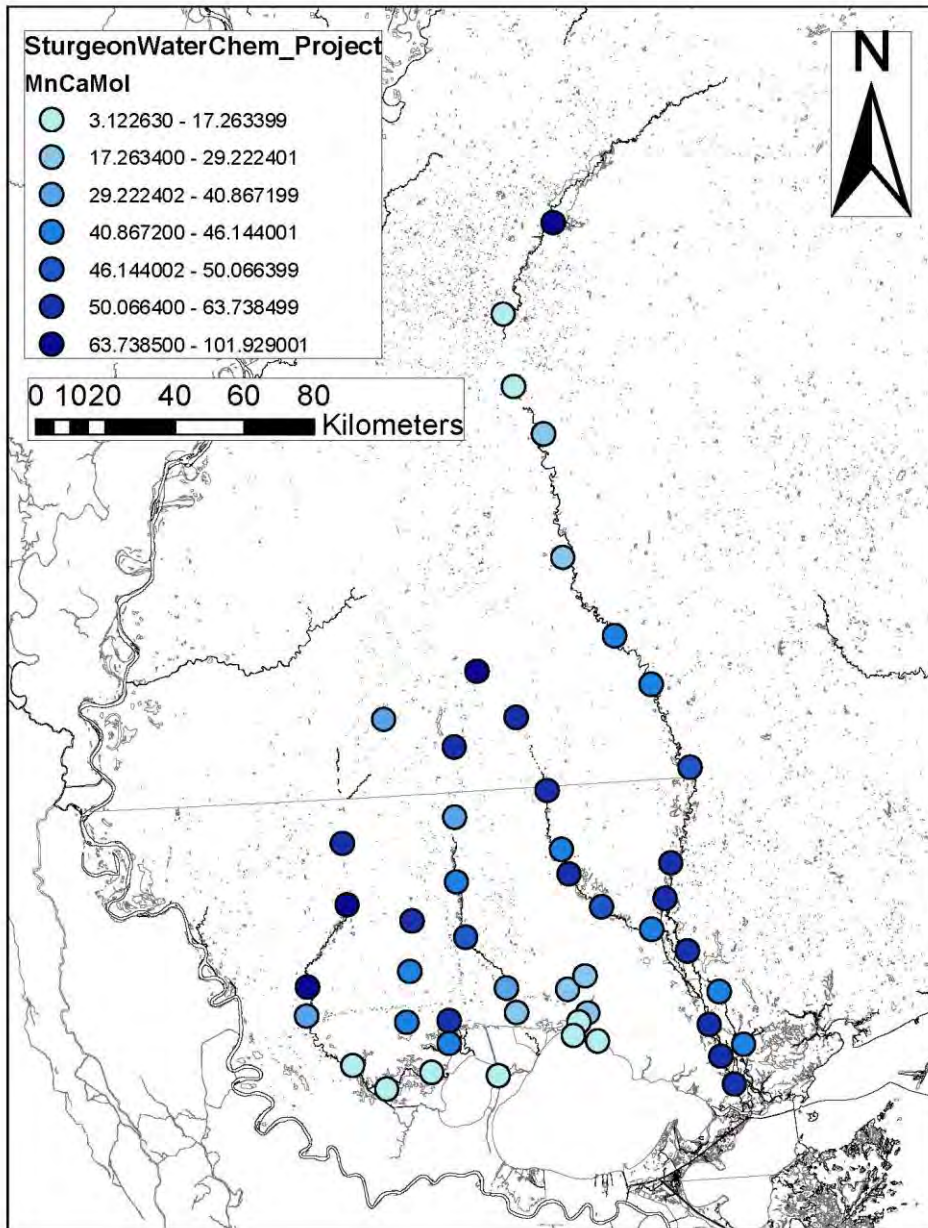 SturgeonWaterChem_Project
MnCaMol
3.122630 - 17.263399
17.263400 - 29.222401
29.222402 - 40.867199
40.867200 - 46.144001
46.144002 - 50.066399
50.066400 - 63.738499
63.738500 - 101.929001
N
0 1020 40 60 80
Kilometers